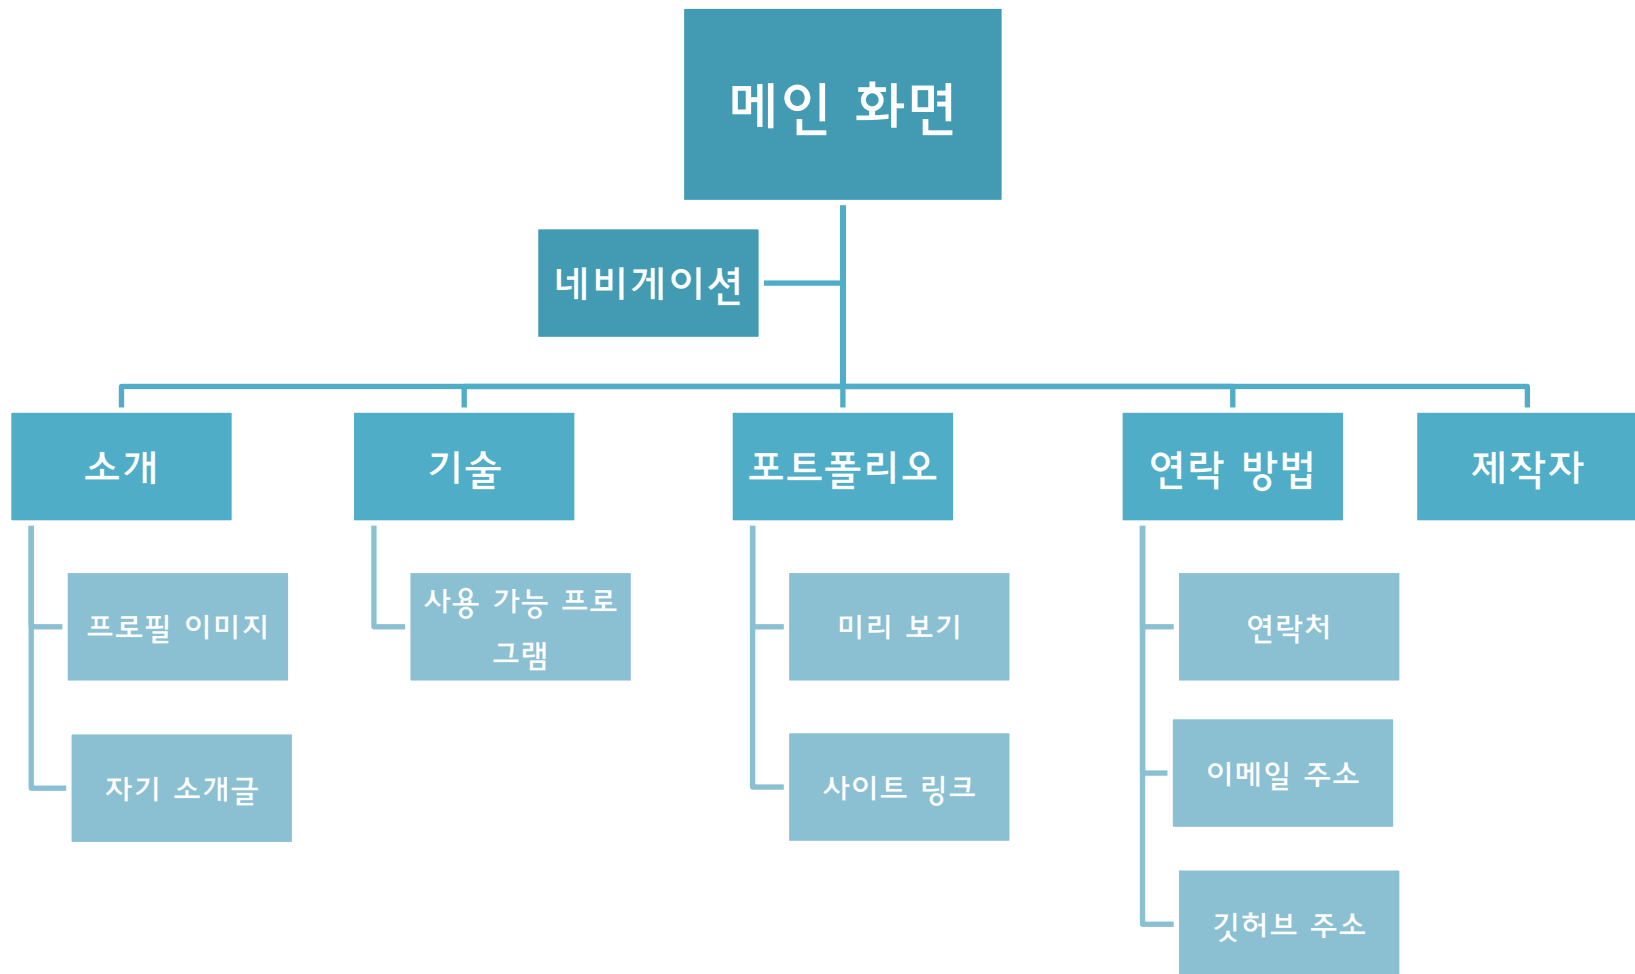 메인 화면
네비게이션
소개
기술
포트폴리오
연락 방법
제작자
프로필 이미지
사용 가능 프로
그램
미리 보기
연락처
자기 소개글
사이트 링크
이메일 주소
깃허브 주소